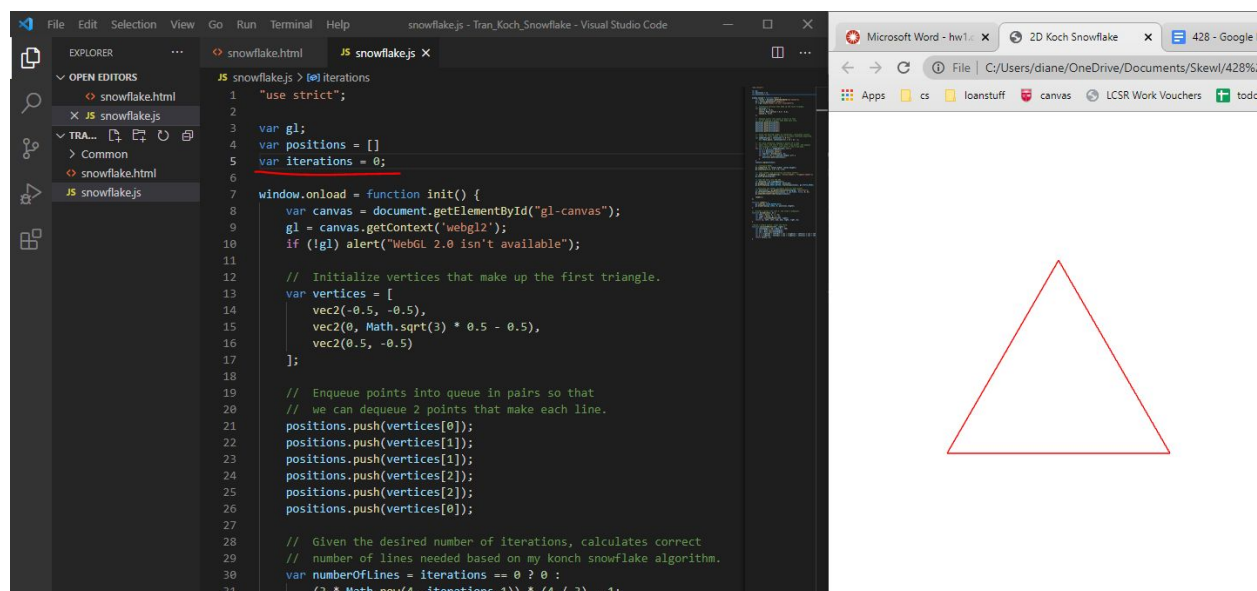 File Edit Selection View Go Run Terminal Help snowflake.js - Tran_Koch_Snowflake - Visual Studio Code
EXPLORER
OPEN EDITORS
snowflake.html
JS snowflake.js
TRA...
Common
snowflake.html
JS snowflake.js
snowflake.html JS snowflake.js
JS snowflake.js > iterations
1 "use strict";
2
3 var gl;
4 var positions = []
5 var iterations = 0;
6
7 window.onload = function init() {
8 var canvas = document.getElementById("gl-canvas");
9 gl = canvas.getContext('webgl2');
10 if (!gl) alert("WebGL 2.0 isn't available");
11
12 // Initialize vertices that make up the first triangle.
13 var vertices = [
14 vec2(-0.5, -0.5),
15 vec2(0, Math.sqrt(3) * 0.5 - 0.5),
16 vec2(0.5, -0.5)
17 ];
18
19 // Enqueue points into queue in pairs so that
20 // we can dequeue 2 points that make each line.
21 positions.push(vertices[0]);
22 positions.push(vertices[1]);
23 positions.push(vertices[1]);
24 positions.push(vertices[2]);
25 positions.push(vertices[2]);
26 positions.push(vertices[0]);
27
28 // Given the desired number of iterations, calculates correct
29 // number of lines needed based on my konch snowflake algorithm.
30 var numberOfLines = iterations == 0 ? 0 :
Microsoft Word - hw1. 2D Koch Snowflake 428 - Google
File C:/Users/diane/OneDrive/Documents/Skewl/428%
Apps cs loanstuff canvas LCSR Work Vouchers todo